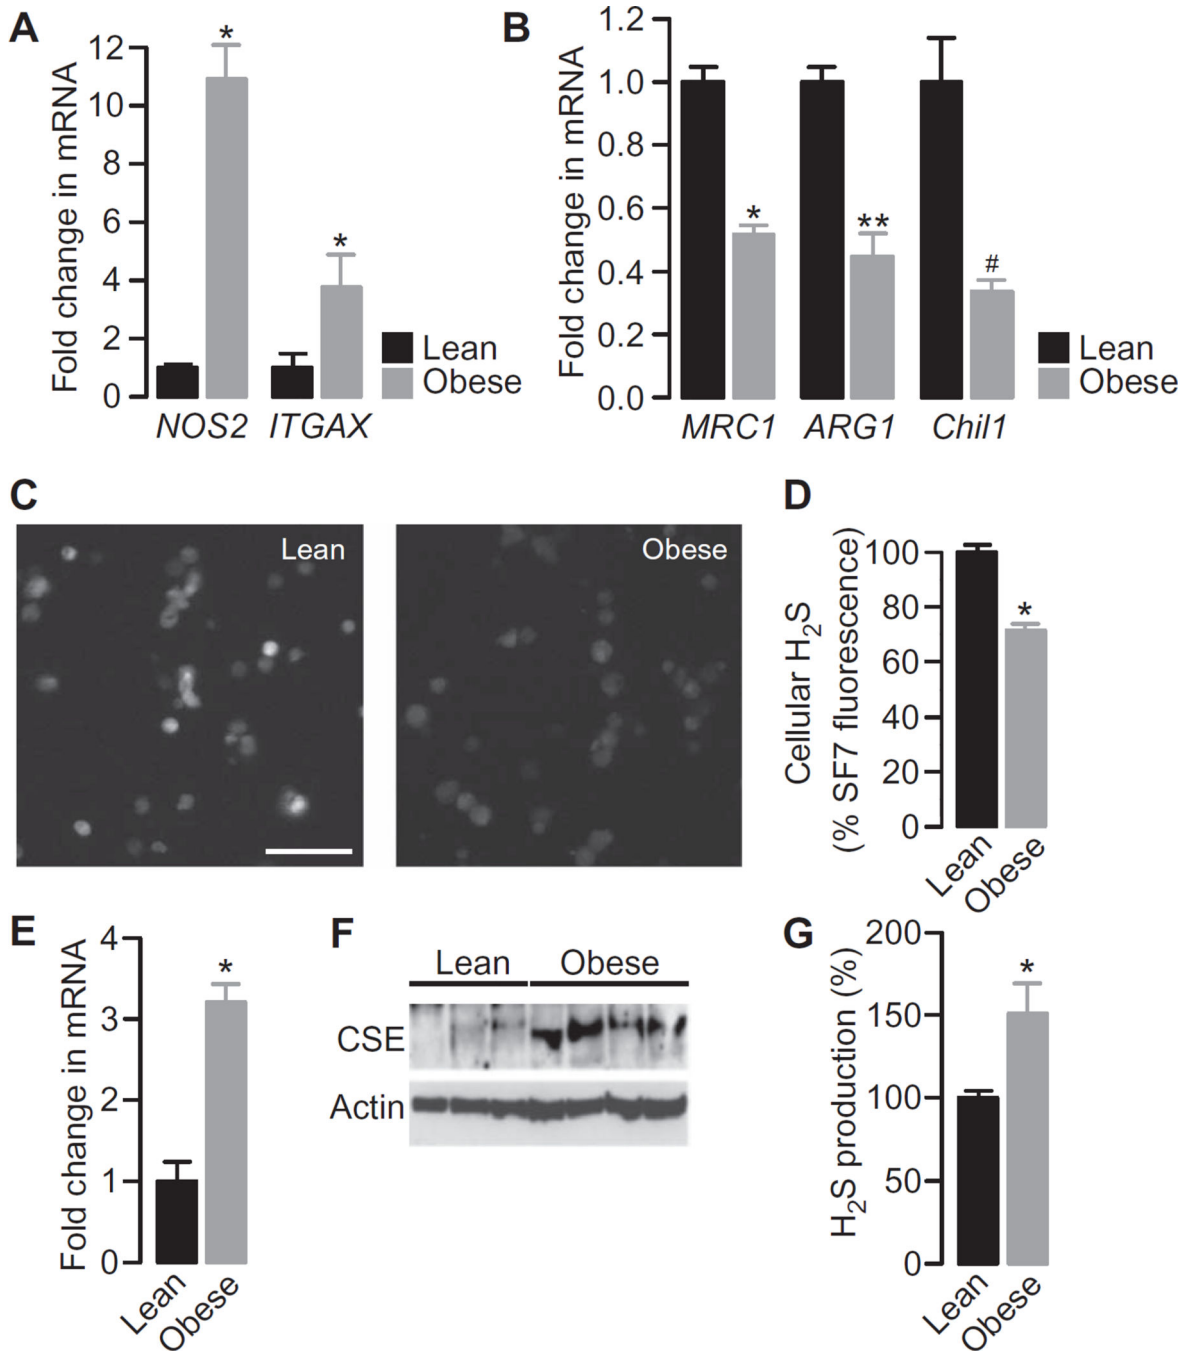 A
Fold change in mRNA
12
10
8
6
4
2
0
*
*
NOS2 ITGAX
Lean
Obese
B
Fold change in mRNA
1.2
1.0
0.8
0.6
0.4
0.2
0.0
*
**
#
MRC1 ARG1 Chil1
Lean
Obese
C
Lean
Obese
D
Cellular H₂S
(% SF7 fluorescence)
100
80
60
40
20
0
*
Lean
Obese
E
Fold change in mRNA
4
3
2
1
0
*
Lean
Obese
F
Lean Obese
CSE
Actin
G
H₂S production (%)
200
150
100
50
0
*
Lean
Obese